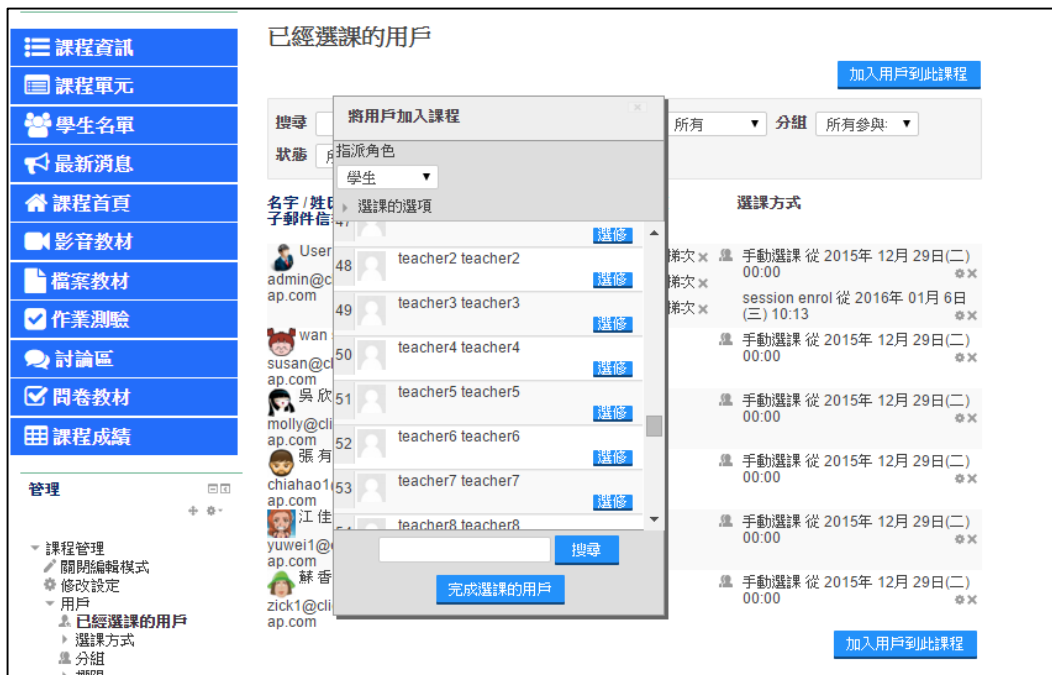 課程資訊
課程單元
學生名單
最新消息
課程首頁
影音教材
檔案教材
作業測驗
討論區
問卷教材
課程成績
管理
課程管理
關閉編輯模式
修改設定
用戶
已經選課的用戶
選課方式
分組
已經選課的用戶
加入用戶到此課程
搜尋
所有
分組
所有參與
狀態
名字 / 姓
子郵件信
選課方式
User
admin@c
ap.com
梯次
梯次
梯次
手動選課 從 2015年 12月 29日(二)
00:00
session enrol 從 2016年 01月 6日
(三) 10:13
wan
susan@cl
ap.com
手動選課 從 2015年 12月 29日(二)
00:00
吳 欣
molly@cli
ap.com
手動選課 從 2015年 12月 29日(二)
00:00
張 有
chiahao1
ap.com
手動選課 從 2015年 12月 29日(二)
00:00
江 佳
yuwei1@
ap.com
手動選課 從 2015年 12月 29日(二)
00:00
蘇 香
zick1@cli
ap.com
手動選課 從 2015年 12月 29日(二)
00:00
加入用戶到此課程
將用戶加入課程
指派角色
學生
選課的選項
47
選修
48 teacher2 teacher2
選修
49 teacher3 teacher3
選修
50 teacher4 teacher4
選修
51 teacher5 teacher5
選修
52 teacher6 teacher6
選修
53 teacher7 teacher7
選修
teacher8 teacher8
搜尋
完成選課的用戶